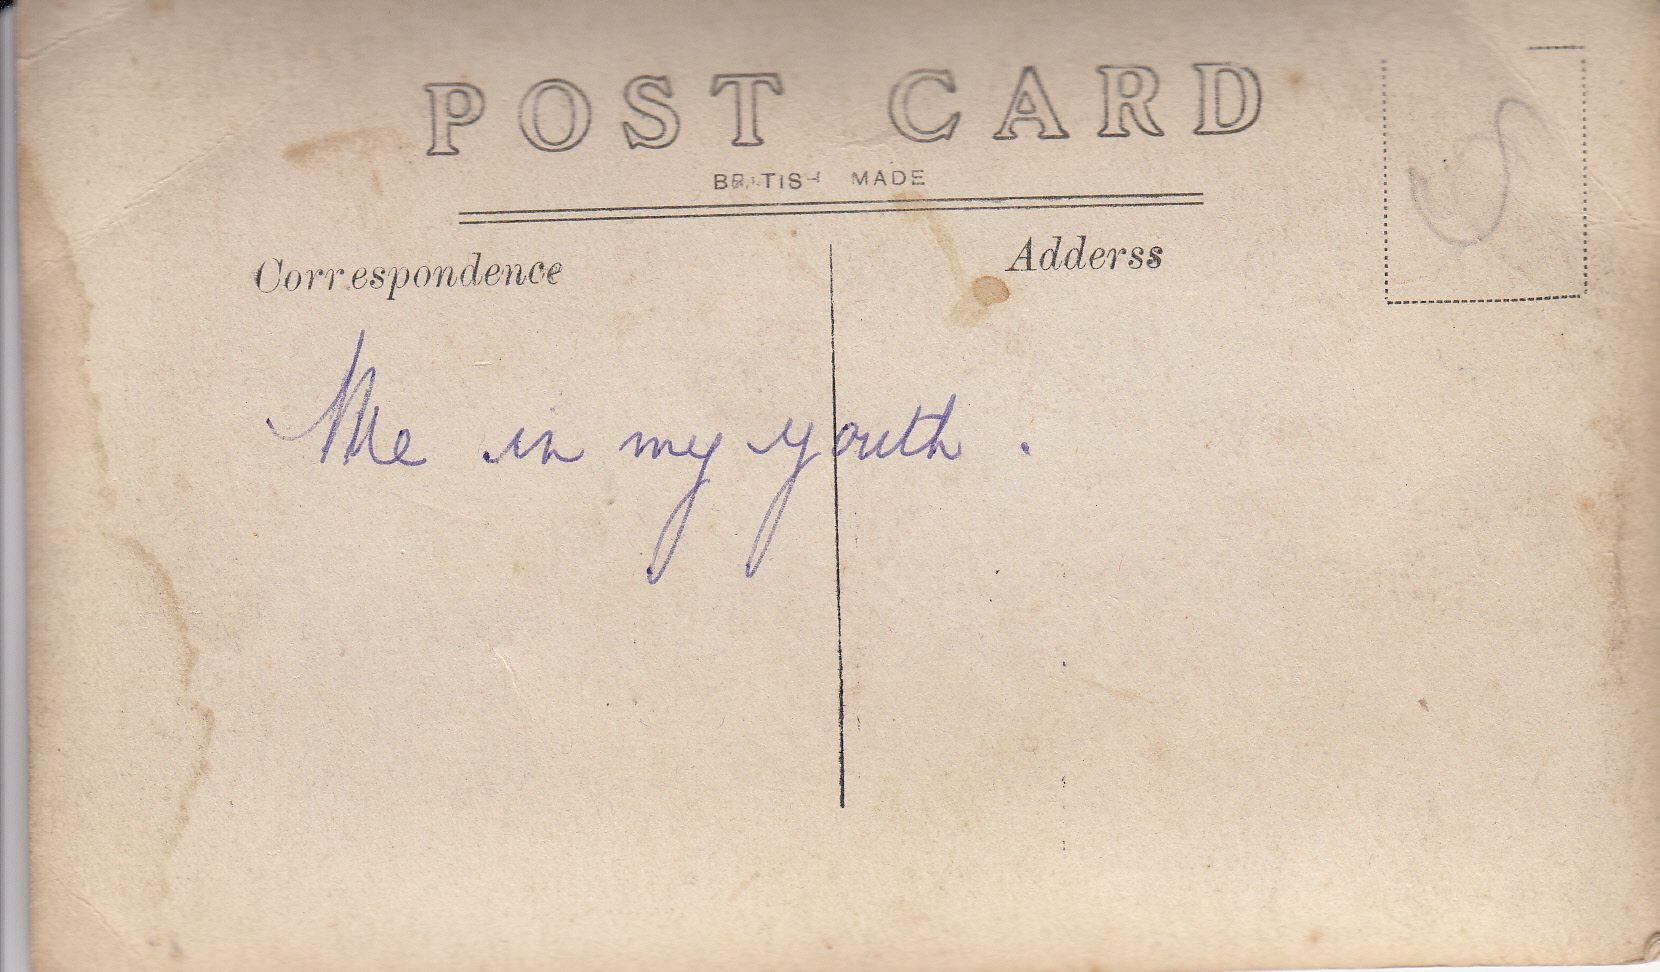 POST CARD
BRITISH MADE
Correspondence
Adderss
Me in my youth.